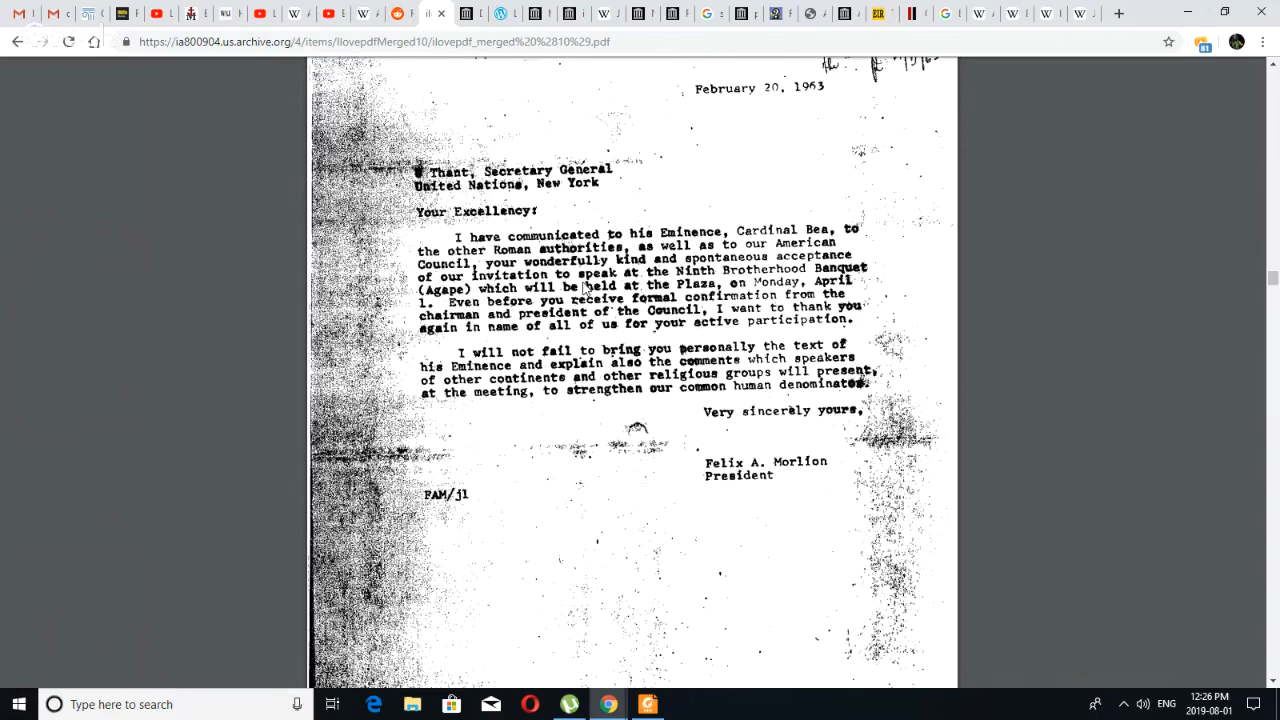 https://ia800904.us.archive.org/4/items/IlovepdfMerged10/ilovepdf_merged%20%2810%29.pdf
February 20, 1963
Thant, Secretary General
United Nations, New York
Your Excellency:
I have communicated to his Eminence, Cardinal Bea, to
the other Roman authorities, as well as to our American
Council, your wonderfully kind and spontaneous acceptance
of our invitation to speak at the Ninth Brotherhood Banquet
(Agape) which will be held at the Plaza, on Monday, April
1. Even before you receive formal confirmation from the
chairman and president of the Council, I want to thank you
again in name of all of us for your active participation.
I will not fail to bring you personally the text of
his Eminence and explain also the comments which speakers
of other continents and other religious groups will present,
at the meeting, to strengthen our common human denominator.
Very sincerely yours,
Felix A. Morlion
President
FAM/jl
Type here to search
ENG
12:26 PM
2019-08-01